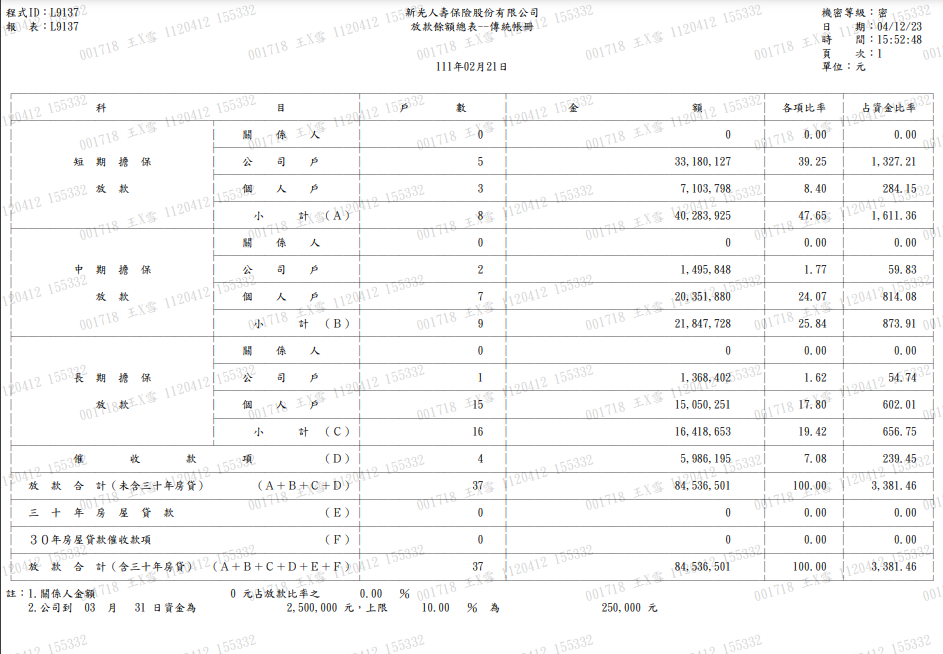 程式ID：L9137 新光人壽保險股份有限公司 機密等級：密
報 表：L9137 放款餘額總表--傳統帳冊 日 期：04/12/23
時 間：15:52:48
頁 次：1
111年02月21日 單位：元
科 目 戶 數 金 額 各項比率 占資金比率
關 係 人 0 0 0.00 0.00
短 期 擔 保 公 司 戶 5 33,180,127 39.25 1,327.21
放 款 個 人 戶 3 7,103,798 8.40 284.15
小 計 （A） 8 40,283,925 47.65 1,611.36
關 係 人 0 0 0.00 0.00
中 期 擔 保 公 司 戶 2 1,495,848 1.77 59.83
放 款 個 人 戶 7 20,351,880 24.07 814.08
小 計 （B） 9 21,847,728 25.84 873.91
關 係 人 0 0 0.00 0.00
長 期 擔 保 公 司 戶 1 1,368,402 1.62 54.74
放 款 個 人 戶 15 15,050,251 17.80 602.01
小 計 （C） 16 16,418,653 19.42 656.75
催 收 款 項 （D） 4 5,986,195 7.08 239.45
放 款 合 計（未含三十年房貸） （A＋B＋C＋D） 37 84,536,501 100.00 3,381.46
三 十 年 房 屋 貸 款 （E） 0 0 0.00 0.00
３０年房屋貸款催收款項 （F） 0 0 0.00 0.00
放 款 合 計（含三十年房貸） （A＋B＋C＋D＋E＋F） 37 84,536,501 100.00 3,381.46
註：1.關係人金額 0 元占放款比率之 0.00 ％
2.公司到 03 月 31 日資金為 2,500,000 元，上限 10.00 ％ 為 250,000 元
001718 王X雪 1120412 155332